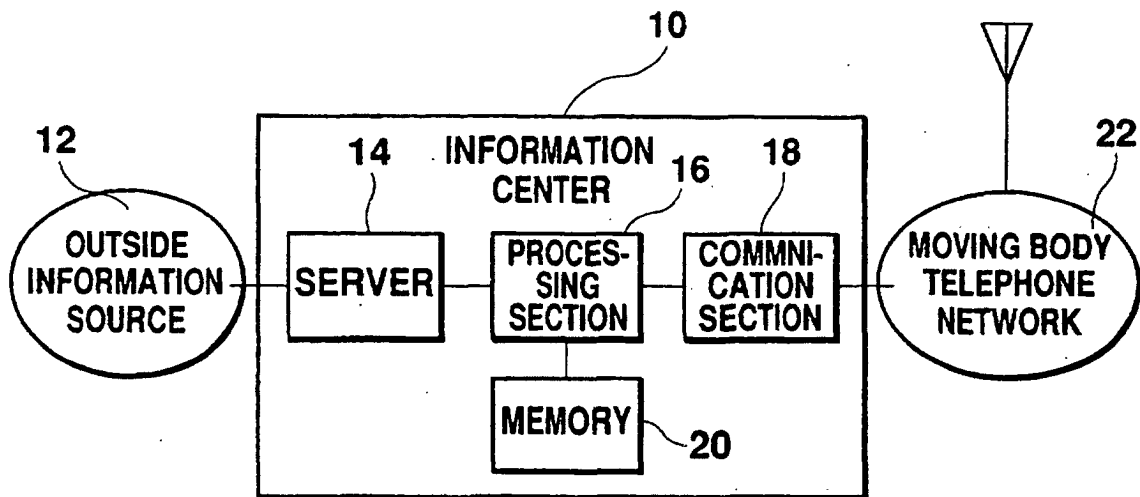 10
12
14
INFORMATION
CENTER
18
16
22
OUTSIDE
INFORMATION
SOURCE
SERVER
PROCES-
SING
SECTION
COMMNI-
CATION
SECTION
MOVING BODY
TELEPHONE
NETWORK
MEMORY
20